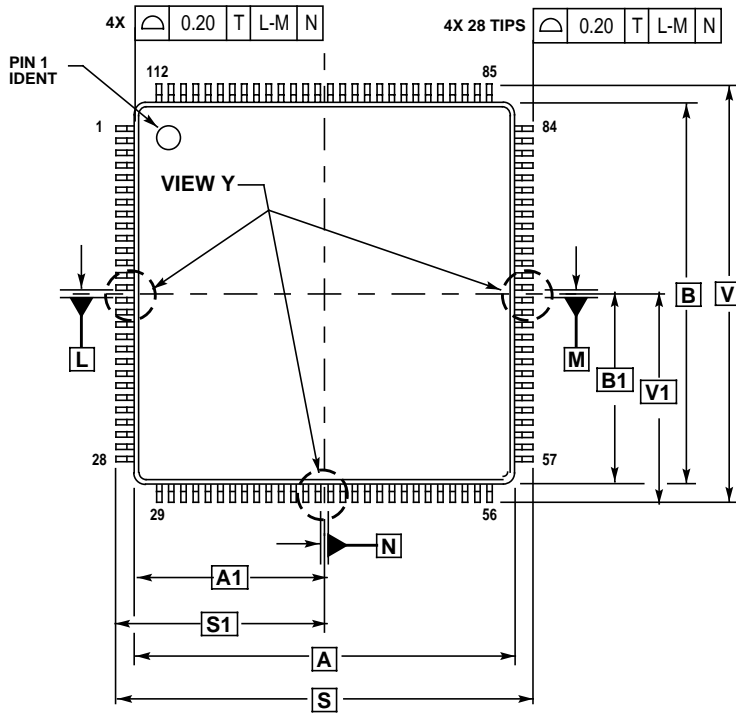 4X ⌓ 0.20 T L-M N
4X 28 TIPS ⌓ 0.20 T L-M N
PIN 1
IDENT
112
85
1
84
VIEW Y
B
V
L
M
B1
V1
28
57
29
56
N
A1
S1
A
S